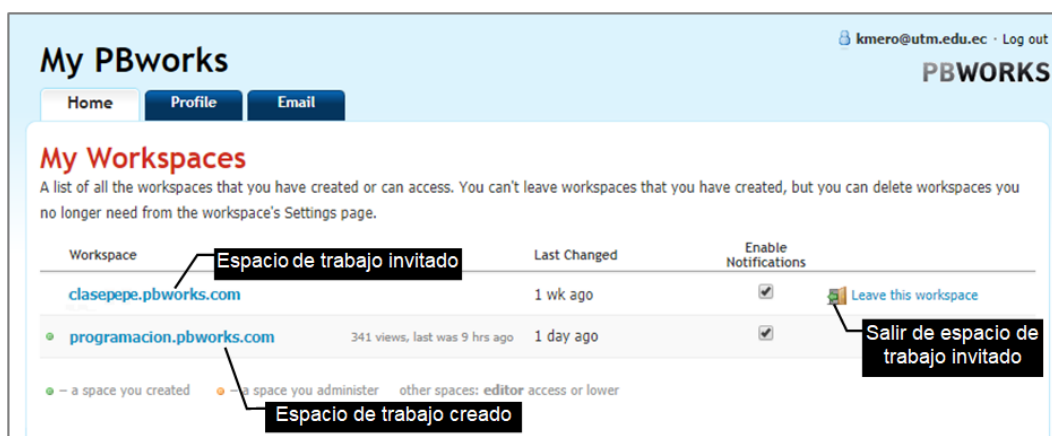 kmero@utm.edu.ec · Log out
My PBworks
PBWORKS
Home Profile Email
My Workspaces
A list of all the workspaces that you have created or can access. You can't leave workspaces that you have created, but you can delete workspaces you
no longer need from the workspace's Settings page.
Workspace Last Changed Enable
Notifications
Espacio de trabajo invitado
clasepepe.pbworks.com 1 wk ago Leave this workspace
programacion.pbworks.com 341 views, last was 9 hrs ago 1 day ago
Salir de espacio de
trabajo invitado
– a space you created – a space you administer other spaces: editor access or lower
Espacio de trabajo creado